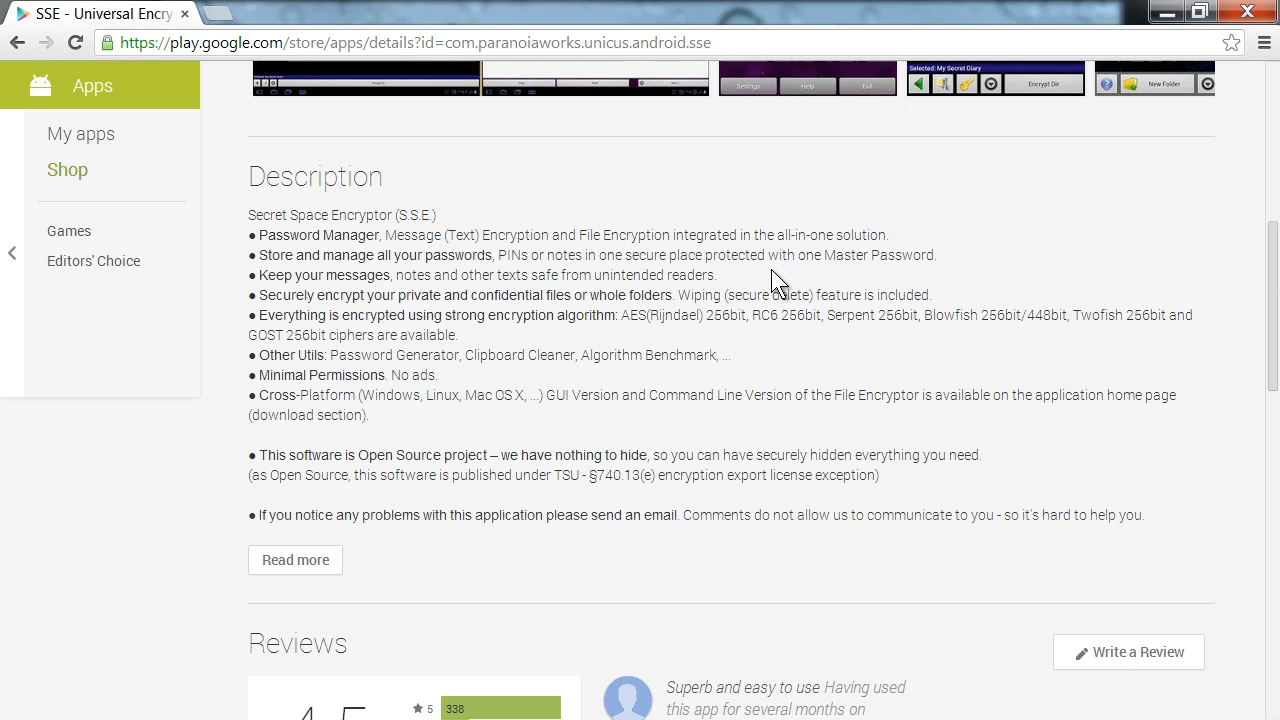 SSE - Universal Encry
https://play.google.com/store/apps/details?id=com.paranoiaworks.unicus.android.sse
Apps
My apps
Shop
Games
Editors' Choice
Settings
Help
Exit
Selected: My Secret Diary
Encrypt Dir
New Folder
Description
Secret Space Encryptor (S.S.E.)
● Password Manager, Message (Text) Encryption and File Encryption integrated in the all-in-one solution.
● Store and manage all your passwords, PINs or notes in one secure place protected with one Master Password.
● Keep your messages, notes and other texts safe from unintended readers.
● Securely encrypt your private and confidential files or whole folders. Wiping (secure delete) feature is included.
● Everything is encrypted using strong encryption algorithm: AES(Rijndael) 256bit, RC6 256bit, Serpent 256bit, Blowfish 256bit/448bit, Twofish 256bit and
GOST 256bit ciphers are available.
● Other Utils: Password Generator, Clipboard Cleaner, Algorithm Benchmark, ...
● Minimal Permissions. No ads.
● Cross-Platform (Windows, Linux, Mac OS X, ...) GUI Version and Command Line Version of the File Encryptor is available on the application home page
(download section).
● This software is Open Source project – we have nothing to hide, so you can have securely hidden everything you need.
(as Open Source, this software is published under TSU - §740.13(e) encryption export license exception)
● If you notice any problems with this application please send an email. Comments do not allow us to communicate to you - so it's hard to help you.
Read more
Reviews
Write a Review
5 338
Superb and easy to use Having used
this app for several months on